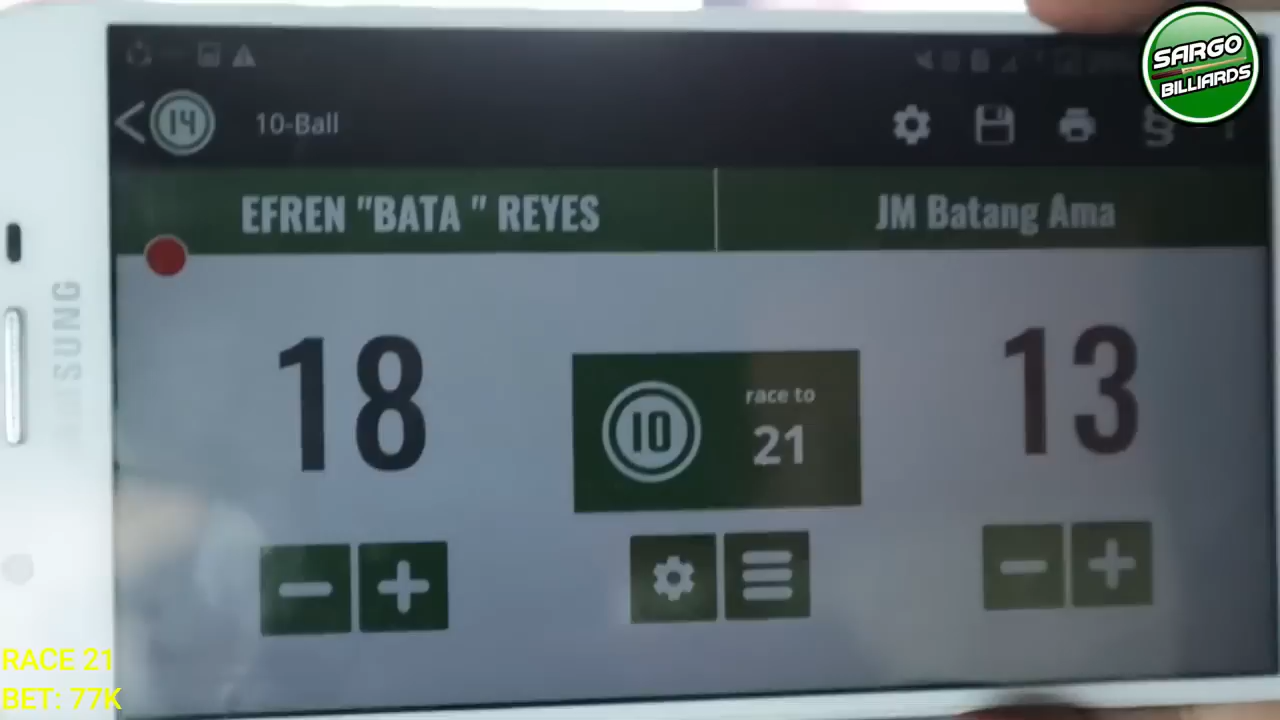 SARGO
BILLIARDS
14
10-Ball
EFREN "BATA " REYES
JM Batang Ama
18
10
race to
21
13
SAMSUNG
RACE 21
BET: 77K